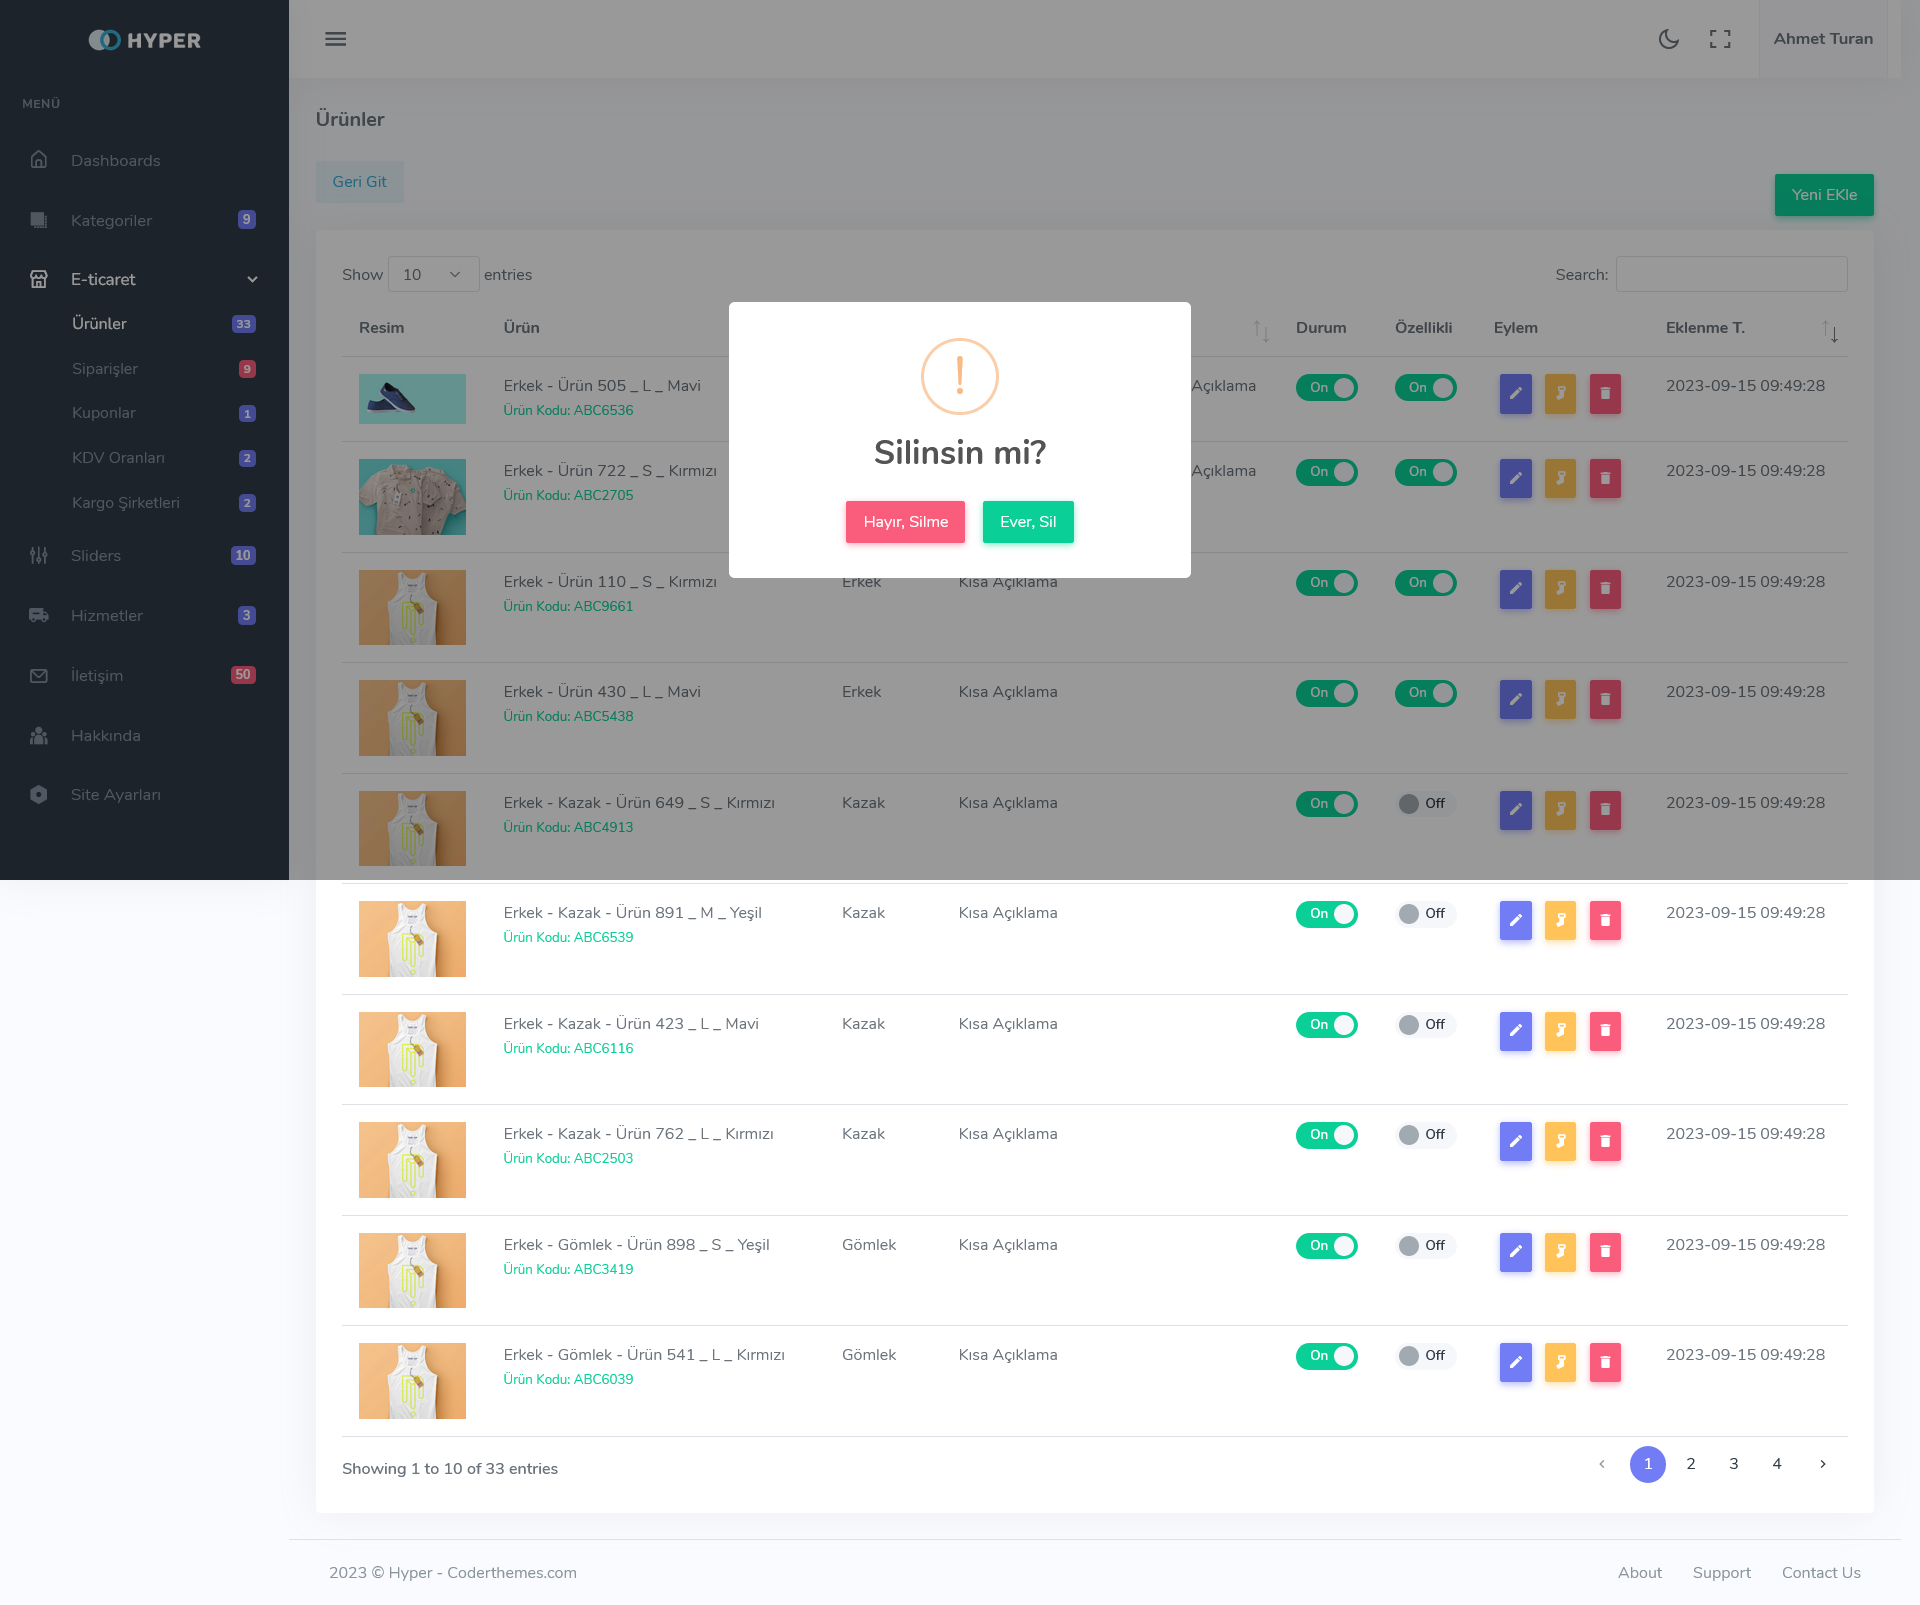 HYPER
Ahmet Turan
MENÜ
Dashboards
Kategoriler 9
E-ticaret
Ürünler 33
Siparişler 9
Kuponlar 1
KDV Oranları 2
Kargo Şirketleri 2
Sliders 10
Hizmetler 3
İletişim 50
Hakkında
Site Ayarları
Ürünler
Geri Git
Yeni EKle
Show 10 entries
Search:
Resim Ürün Durum Özellikli Eylem Eklenme T.
Erkek - Ürün 505 _ L _ Mavi Açıklama On On 2023-09-15 09:49:28
Ürün Kodu: ABC6536
Erkek - Ürün 722 _ S _ Kırmızı Açıklama On On 2023-09-15 09:49:28
Ürün Kodu: ABC2705
Silinsin mi?
Hayır, Silme Ever, Sil
Erkek - Ürün 110 _ S _ Kırmızı Erkek Kısa Açıklama On On 2023-09-15 09:49:28
Ürün Kodu: ABC9661
Erkek - Ürün 430 _ L _ Mavi Erkek Kısa Açıklama On On 2023-09-15 09:49:28
Ürün Kodu: ABC5438
Erkek - Kazak - Ürün 649 _ S _ Kırmızı Kazak Kısa Açıklama On Off 2023-09-15 09:49:28
Ürün Kodu: ABC4913
Erkek - Kazak - Ürün 891 _ M _ Yeşil Kazak Kısa Açıklama On Off 2023-09-15 09:49:28
Ürün Kodu: ABC6539
Erkek - Kazak - Ürün 423 _ L _ Mavi Kazak Kısa Açıklama On Off 2023-09-15 09:49:28
Ürün Kodu: ABC6116
Erkek - Kazak - Ürün 762 _ L _ Kırmızı Kazak Kısa Açıklama On Off 2023-09-15 09:49:28
Ürün Kodu: ABC2503
Erkek - Gömlek - Ürün 898 _ S _ Yeşil Gömlek Kısa Açıklama On Off 2023-09-15 09:49:28
Ürün Kodu: ABC3419
Erkek - Gömlek - Ürün 541 _ L _ Kırmızı Gömlek Kısa Açıklama On Off 2023-09-15 09:49:28
Ürün Kodu: ABC6039
Showing 1 to 10 of 33 entries
1 2 3 4
2023 © Hyper - Coderthemes.com
About Support Contact Us